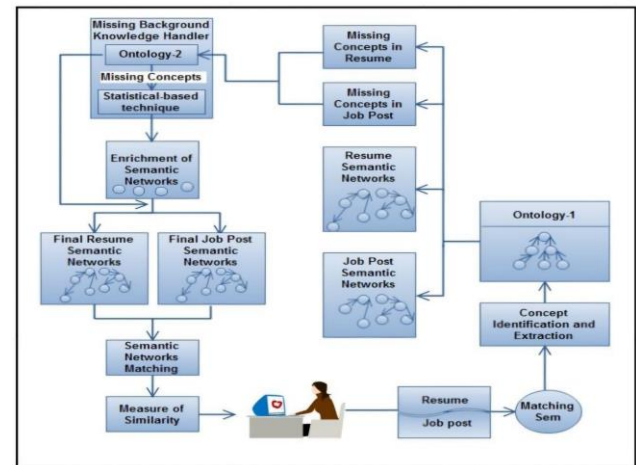 Missing Background
Knowledge Handler
Ontology-2
Missing Concepts
Statistical-based
technique
Enrichment of
Semantic
Networks
Final Resume
Semantic
Networks
Final Job Post
Semantic
Networks
Semantic
Networks
Matching
Measure of
Similarity
Missing
Concepts in
Resume
Missing
Concepts in
Job Post
Resume
Semantic
Networks
Job Post
Semantic
Networks
Ontology-1
Concept
Identification and
Extraction
Resume
Job post
Matching
Sem